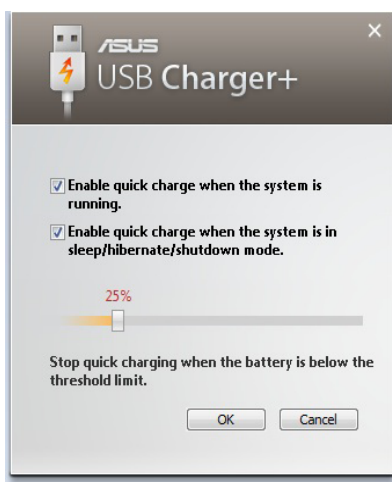 ASUS
USB Charger+
Enable quick charge when the system is
running.
Enable quick charge when the system is in
sleep/hibernate/shutdown mode.
25%
Stop quick charging when the battery is below the
threshold limit.
OK Cancel